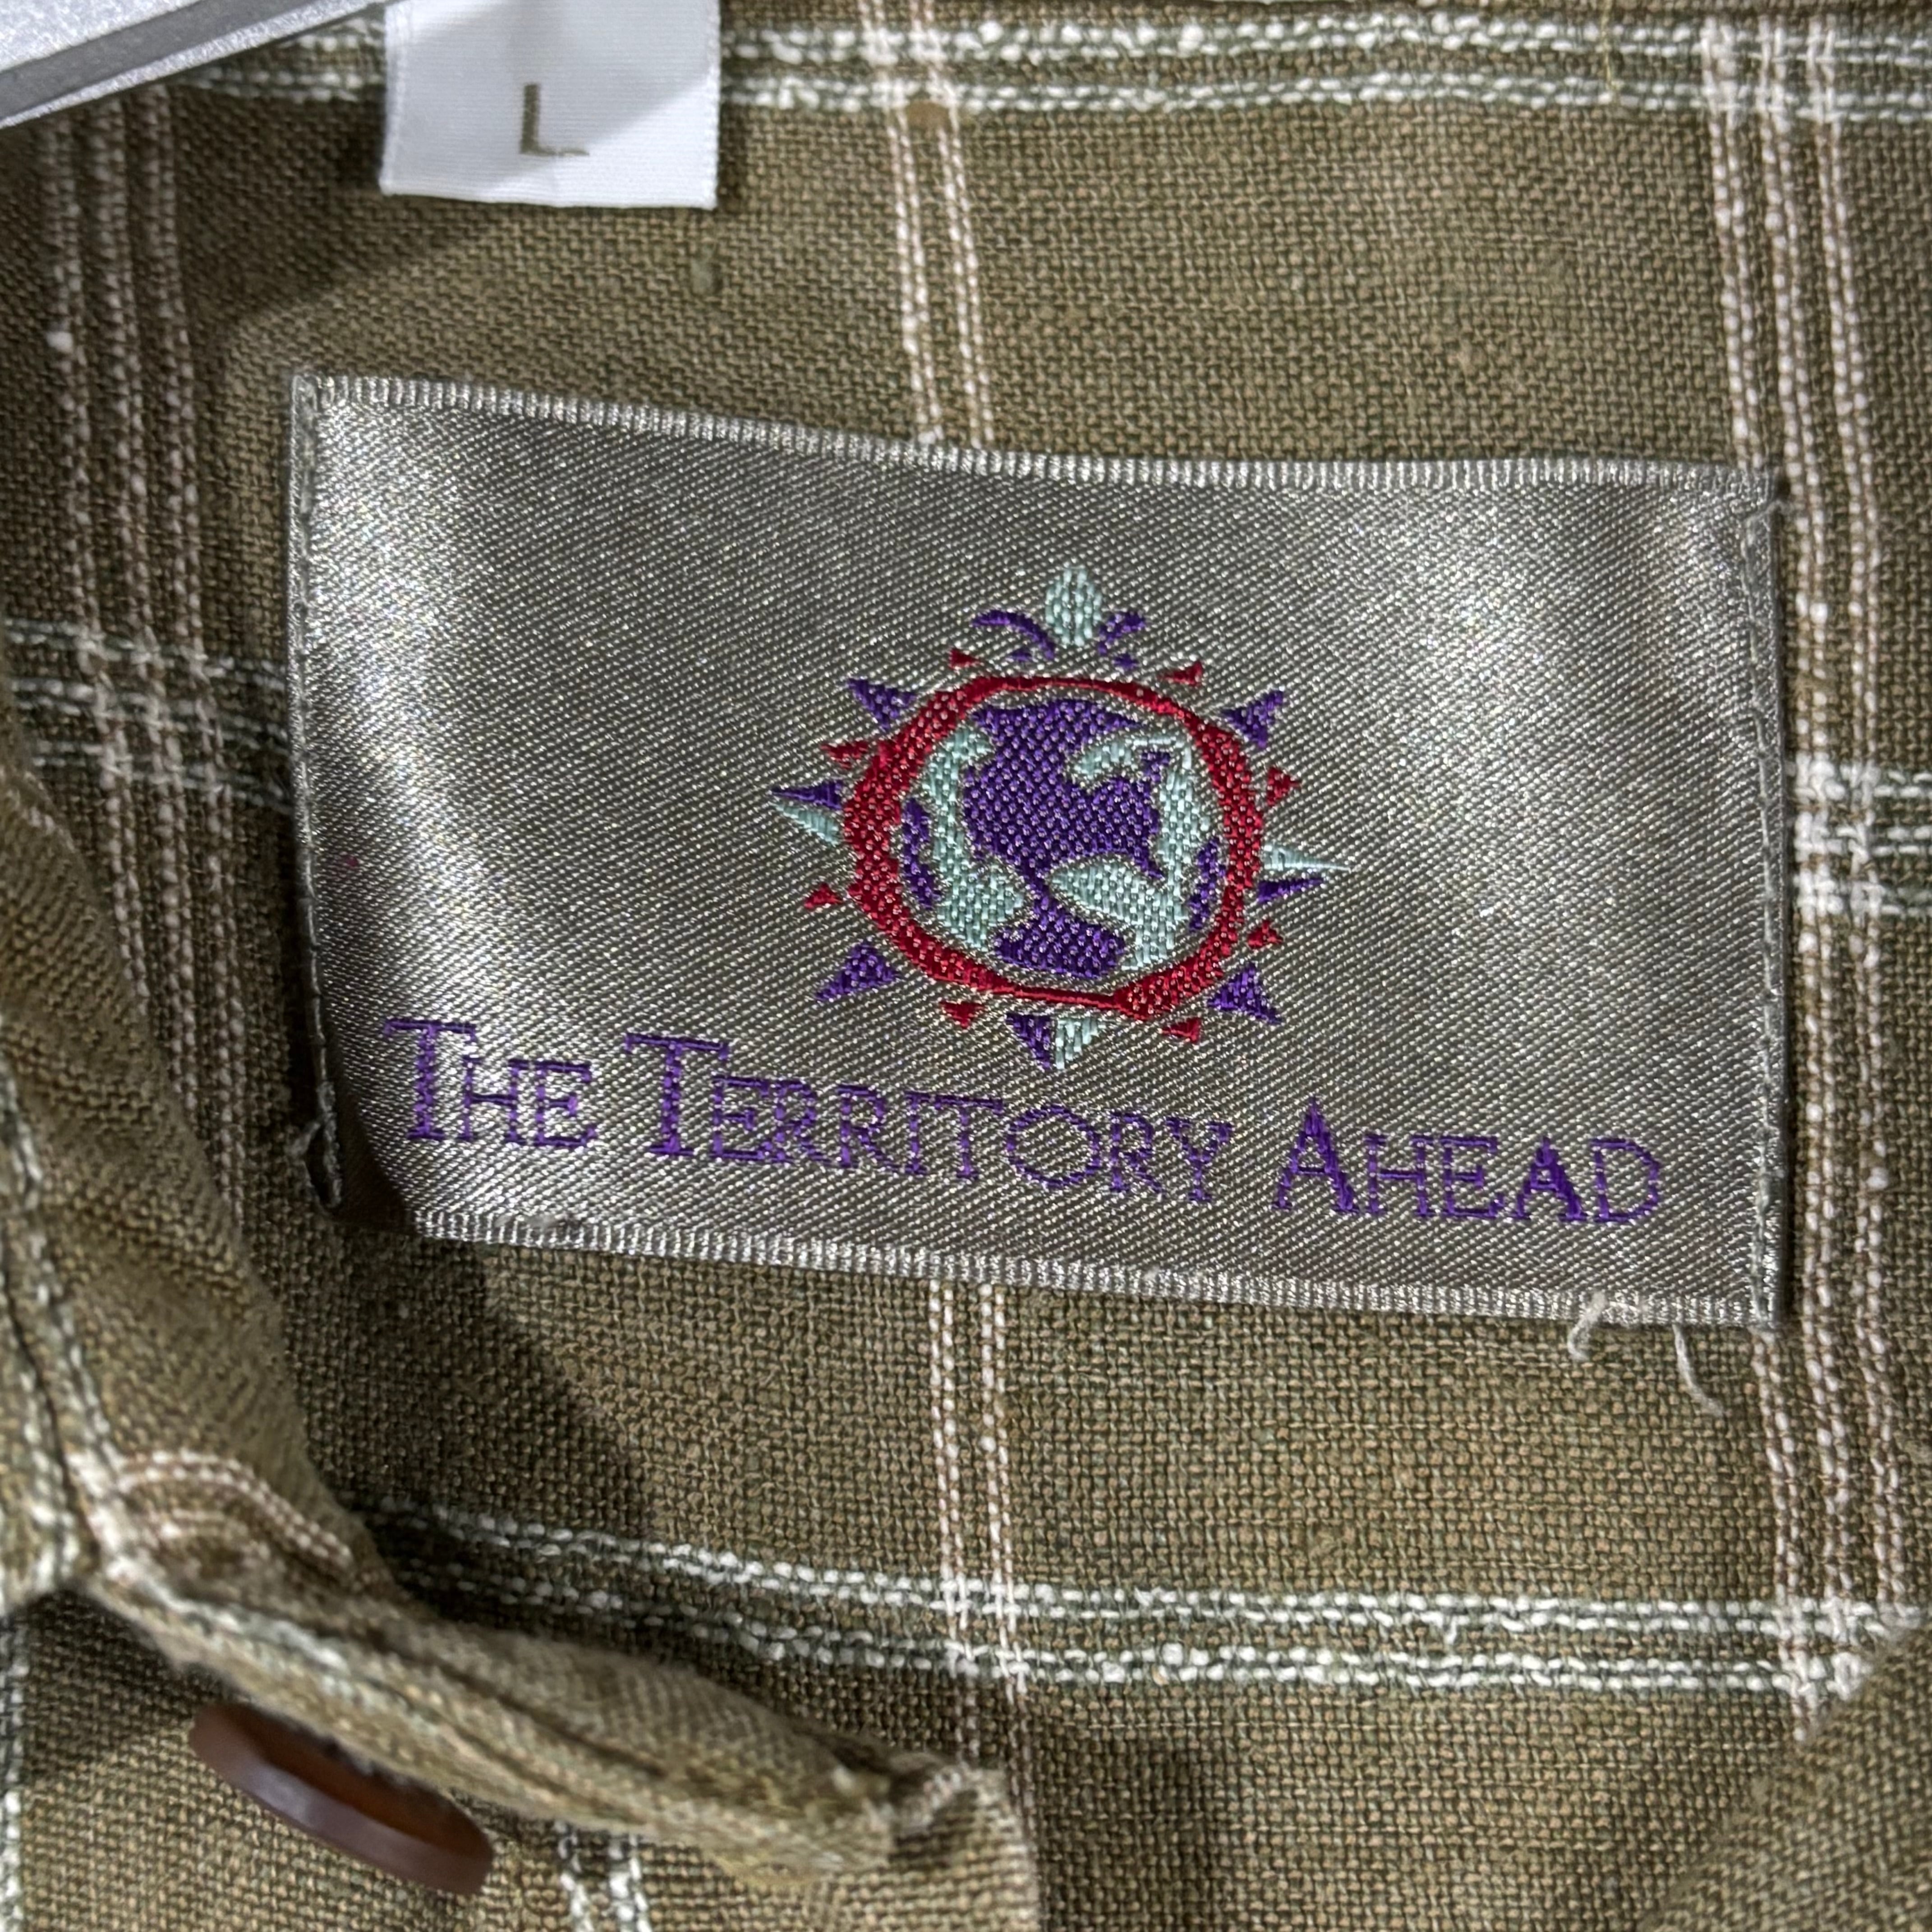 L
THE TERRITORY AHEAD